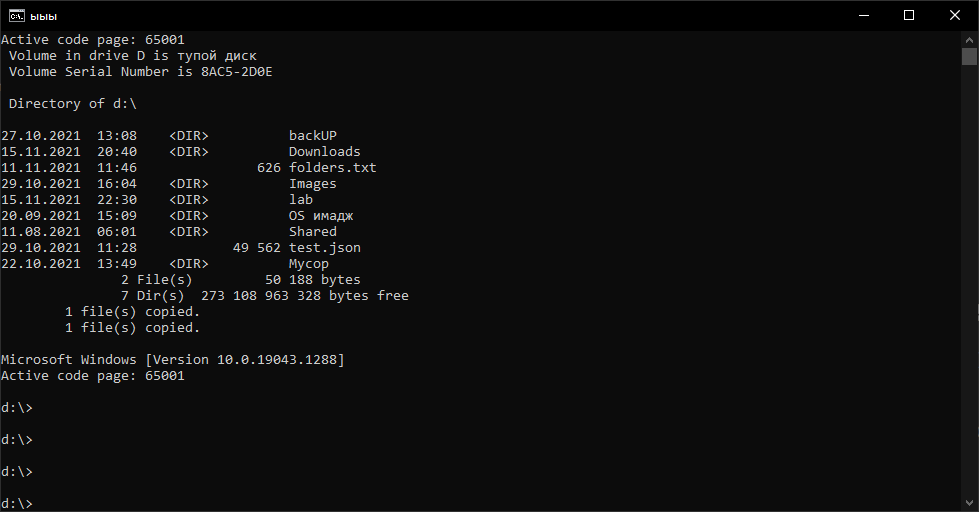 ыыы
Active code page: 65001
Volume in drive D is тупой диск
Volume Serial Number is 8AC5-2D0E
Directory of d:\
27.10.2021  13:08    <DIR>          backUP
15.11.2021  20:40    <DIR>          Downloads
11.11.2021  11:46               626 folders.txt
29.10.2021  16:04    <DIR>          Images
15.11.2021  22:30    <DIR>          lab
20.09.2021  15:09    <DIR>          OS имадж
11.08.2021  06:01    <DIR>          Shared
29.10.2021  11:28            49 562 test.json
22.10.2021  13:49    <DIR>          Мусор
2 File(s)         50 188 bytes
7 Dir(s)  273 108 963 328 bytes free
1 file(s) copied.
1 file(s) copied.
Microsoft Windows [Version 10.0.19043.1288]
Active code page: 65001
d:\>
d:\>
d:\>
d:\>